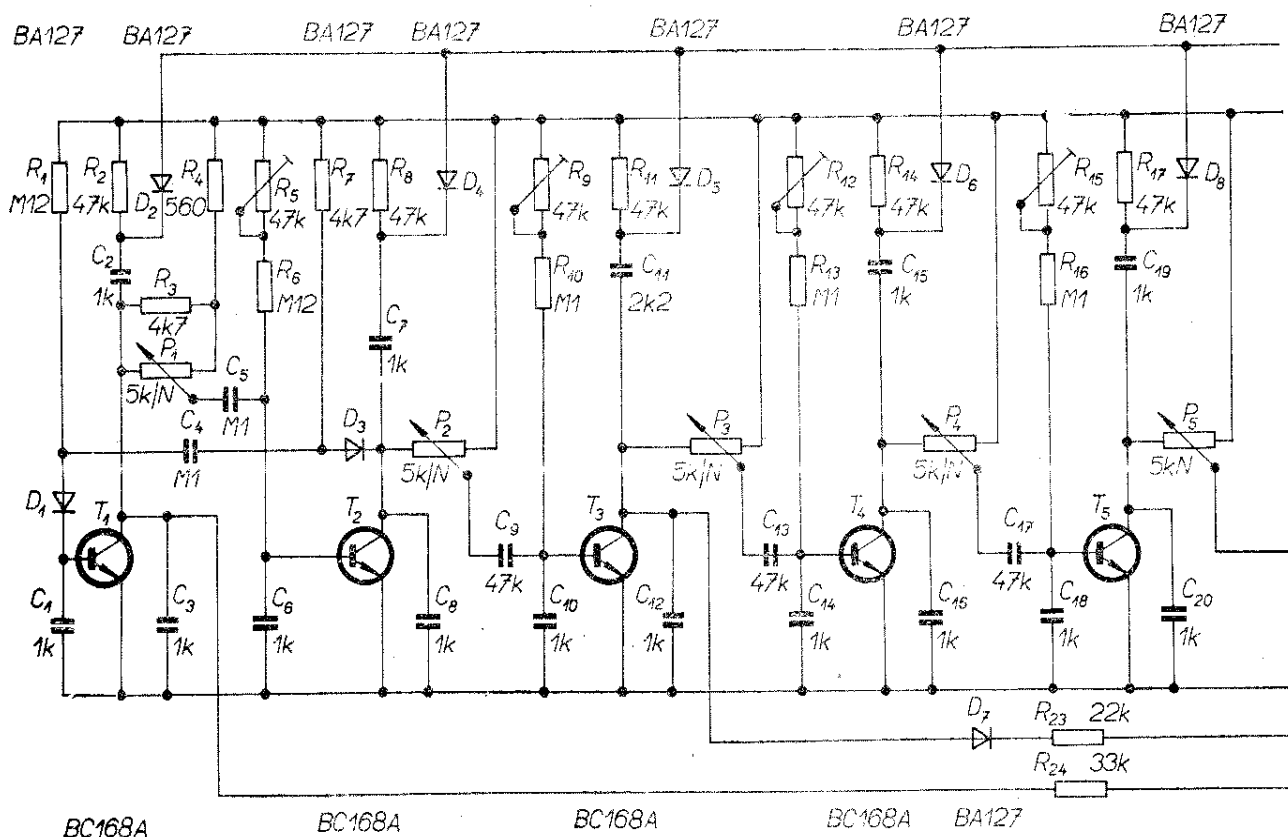 BA127 BA127 BA127 BA127 BA127 BA127 BA127
R1 M12
R2 47k
D2
R4 560
R5 47k
R7 4k7
R8 47k
D4
R9 47k
R11 47k
D5
R12 47k
R14 47k
D6
R15 47k
R17 47k
D8
C2 1k
R3 4k7
R6 M12
C7 1k
R10 M1
C11 2k2
R13 M1
C15 1k
R16 M1
C19 1k
P1 5k/N
C5 M1
C4 M1
D3
P2 5k/N
P3 5k/N
P4 5k/N
P5 5kN
D1
T1
T2
C9 47k
T3
C13 47k
T4
C17 47k
T5
C1 1k
C3 1k
C6 1k
C8 1k
C10 1k
C12 1k
C14 1k
C16 1k
C18 1k
C20 1k
D7
R23 22k
R24 33k
BC168A BC168A BC168A BC168A BA127